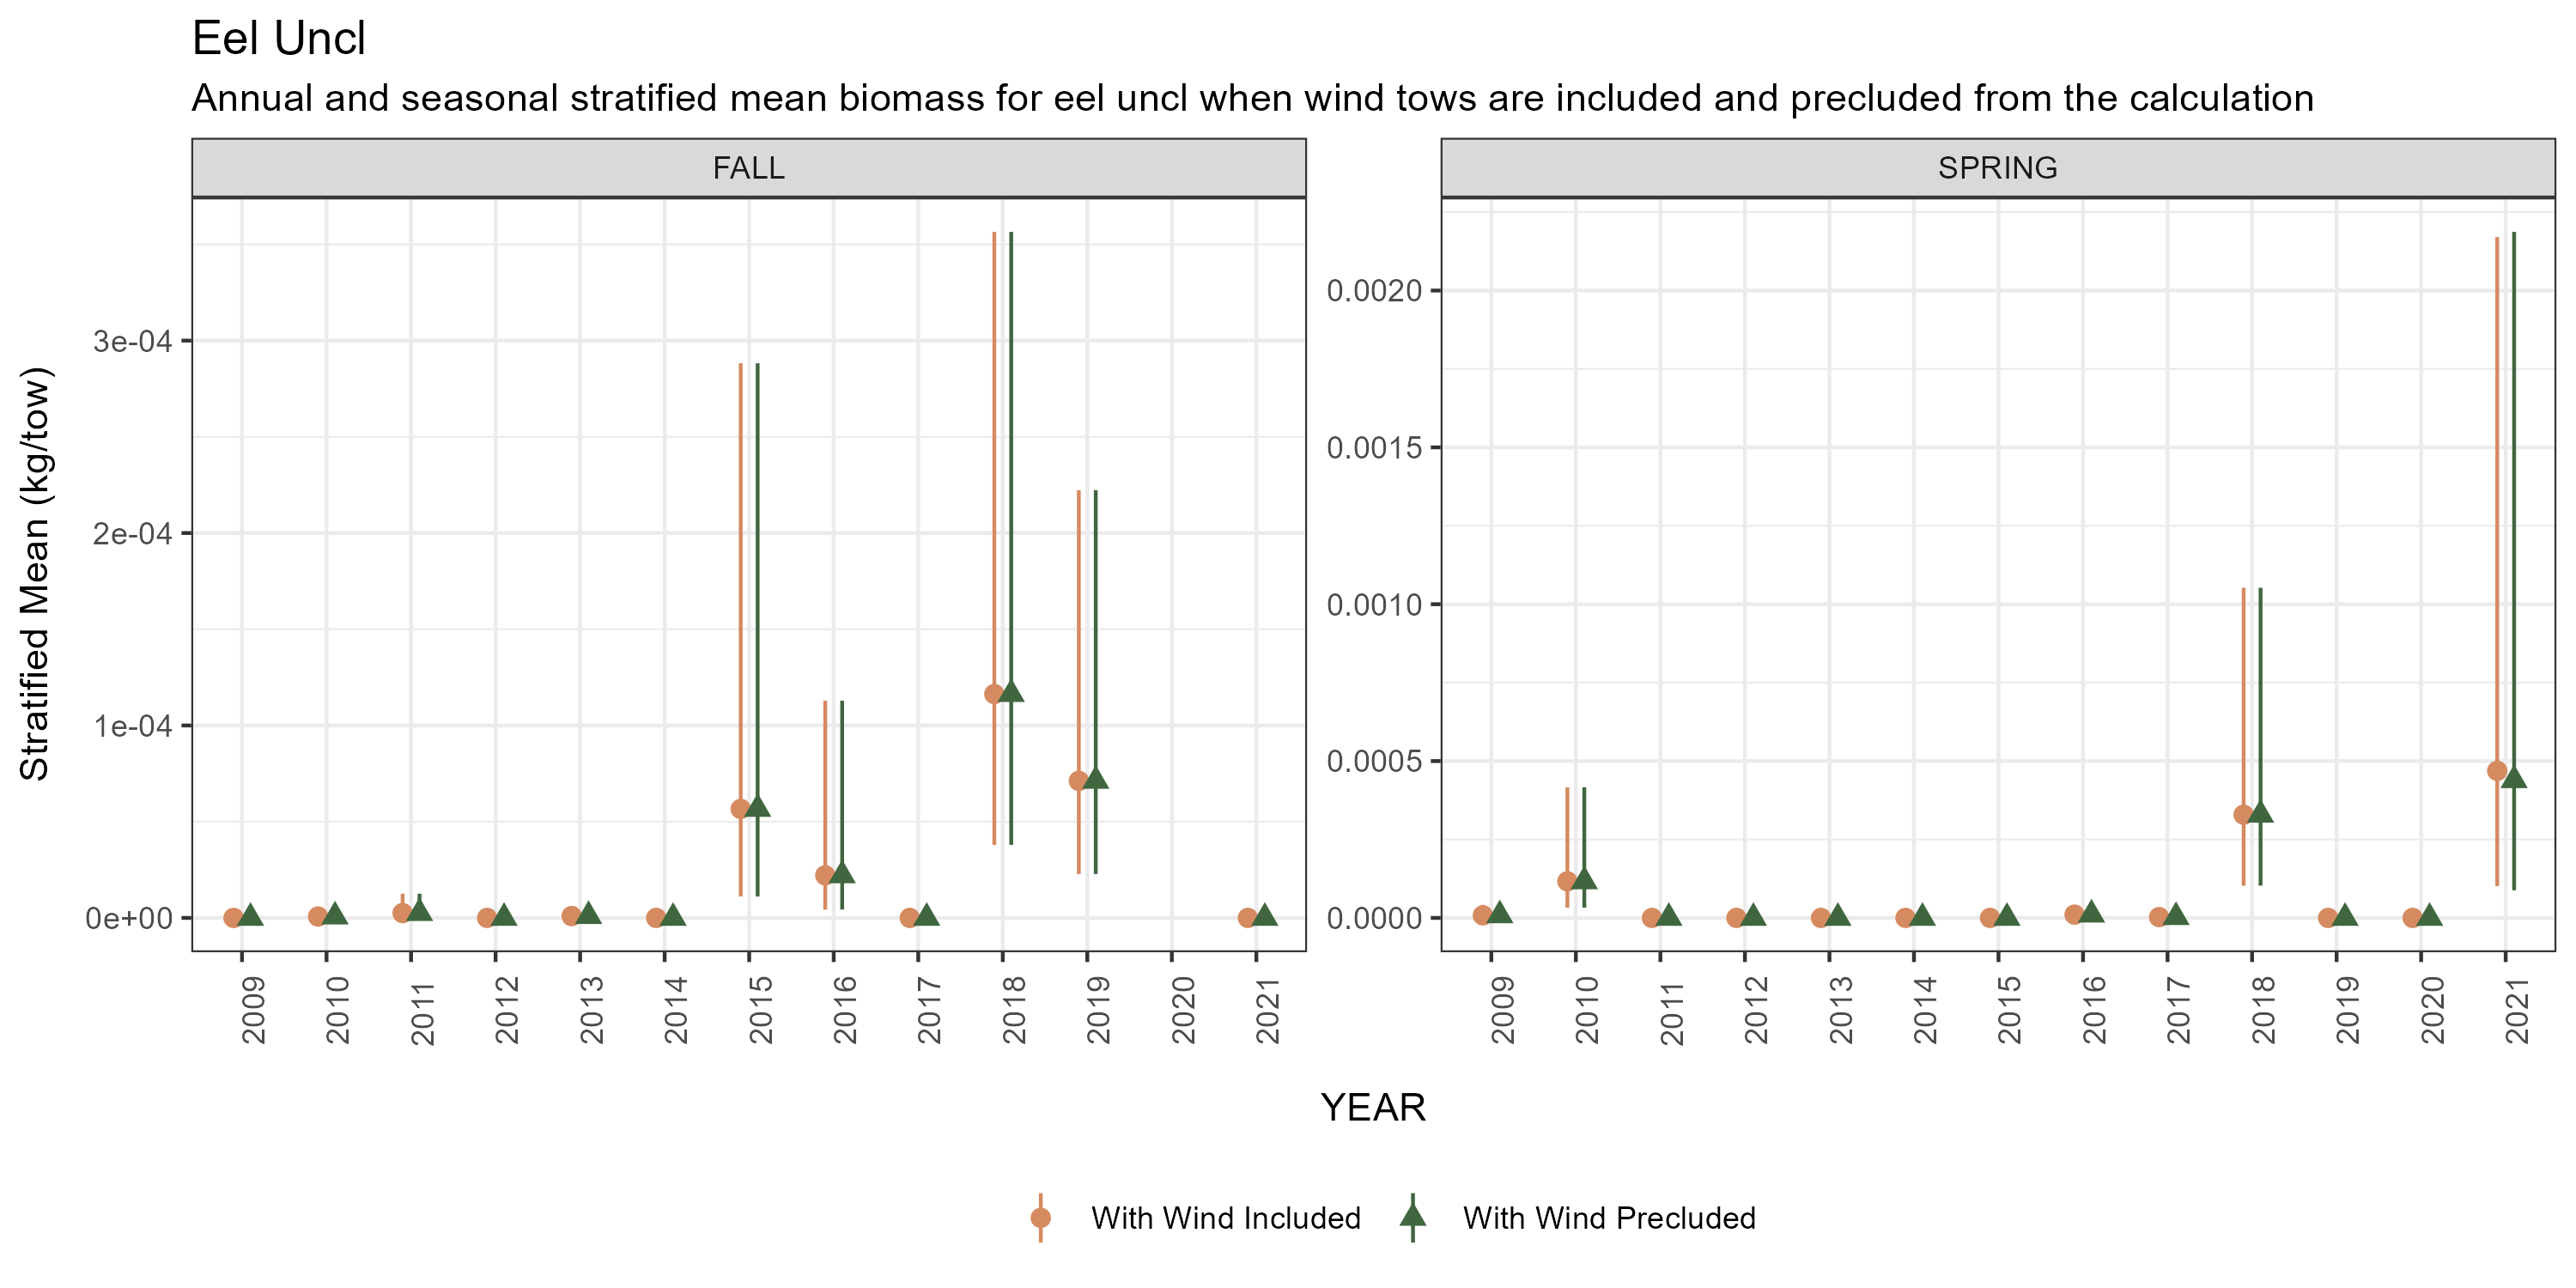 Eel Uncl
Annual and seasonal stratified mean biomass for eel uncl when wind tows are included and precluded from the calculation
FALL
SPRING
Stratified Mean (kg/tow)
3e-04
2e-04
1e-04
0e+00
0.0020
0.0015
0.0010
0.0005
0.0000
2009 2010 2011 2012 2013 2014 2015 2016 2017 2018 2019 2020 2021
2009 2010 2011 2012 2013 2014 2015 2016 2017 2018 2019 2020 2021
YEAR
With Wind Included
With Wind Precluded